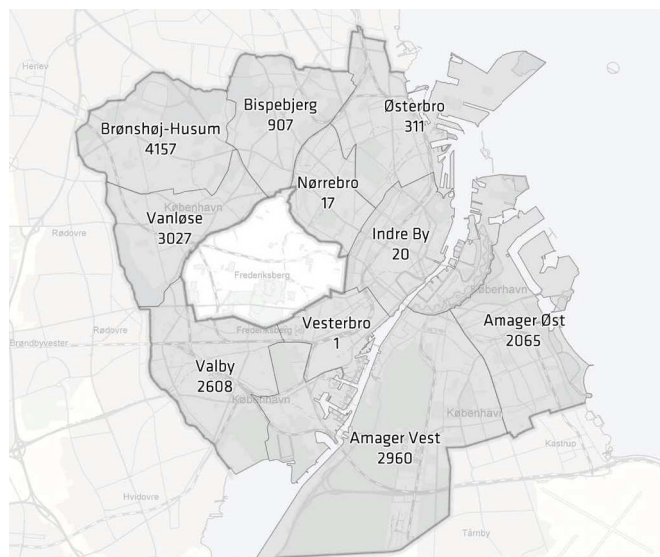 Herlev
Bispebjerg
907
Østerbro
311
Brønshøj-Husum
4157
Nørrebro
17
København
Vanløse
3027
Indre By
20
Rødovre
Frederiksberg
København
Vesterbro
1
Amager Øst
2065
Rødovre
Frederiksberg
Brøndbyvester
Valby
2608
København
København
Amager Vest
2960
Kastrup
Hvidovre
Tårnby